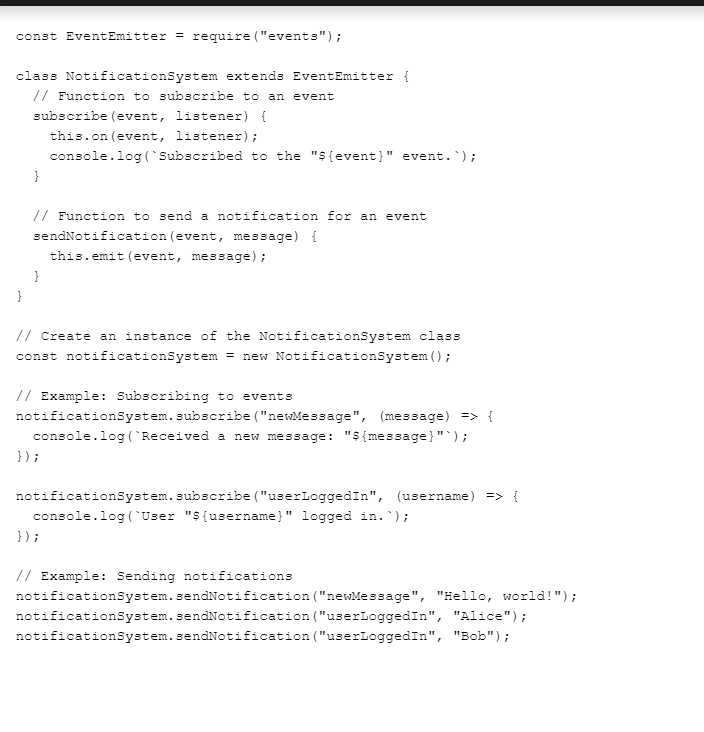 const EventEmitter = require("events");

class NotificationSystem extends EventEmitter {
  // Function to subscribe to an event
  subscribe(event, listener) {
    this.on(event, listener);
    console.log(`Subscribed to the "${event}" event.`);
  }

  // Function to send a notification for an event
  sendNotification(event, message) {
    this.emit(event, message);
  }
}

// Create an instance of the NotificationSystem class
const notificationSystem = new NotificationSystem();

// Example: Subscribing to events
notificationSystem.subscribe("newMessage", (message) => {
  console.log(`Received a new message: "${message}"`);
});

notificationSystem.subscribe("userLoggedIn", (username) => {
  console.log(`User "${username}" logged in.`);
});

// Example: Sending notifications
notificationSystem.sendNotification("newMessage", "Hello, world!");
notificationSystem.sendNotification("userLoggedIn", "Alice");
notificationSystem.sendNotification("userLoggedIn", "Bob");